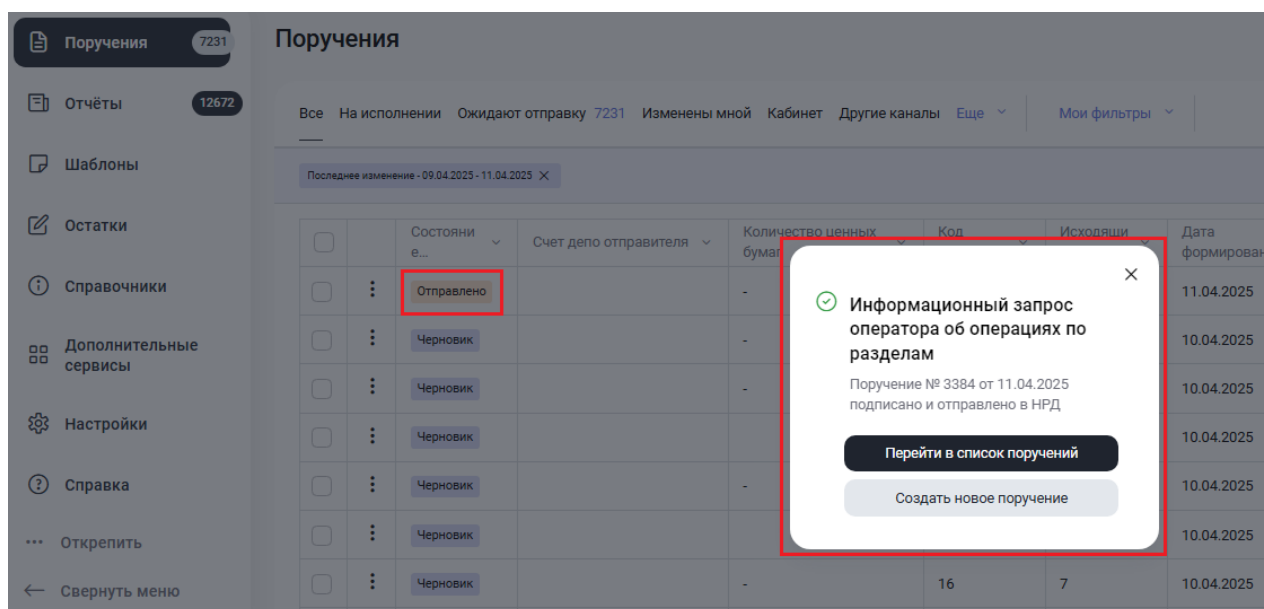 Поручения 7231
Отчёты 12672
Шаблоны
Остатки
Справочники
Дополнительные
сервисы
Настройки
Справка
Открепить
Свернуть меню
Поручения
Все На исполнении Ожидают отправку 7231 Изменены мной Кабинет Другие каналы Еще Мои фильтры
Последнее изменение - 09.04.2025 - 11.04.2025
Состояни
е...
Счет депо отправителя
Количество ценных
Код
Исходящи
Дата
Отправлено - 11.04.2025
Черновик - 10.04.2025
Черновик - 10.04.2025
Черновик 10.04.2025
Черновик - 10.04.2025
Черновик 10.04.2025
Черновик - 16 7 10.04.2025
Информационный запрос
оператора об операциях по
разделам
Поручение № 3384 от 11.04.2025
подписано и отправлено в НРД
Перейти в список поручений
Создать новое поручение